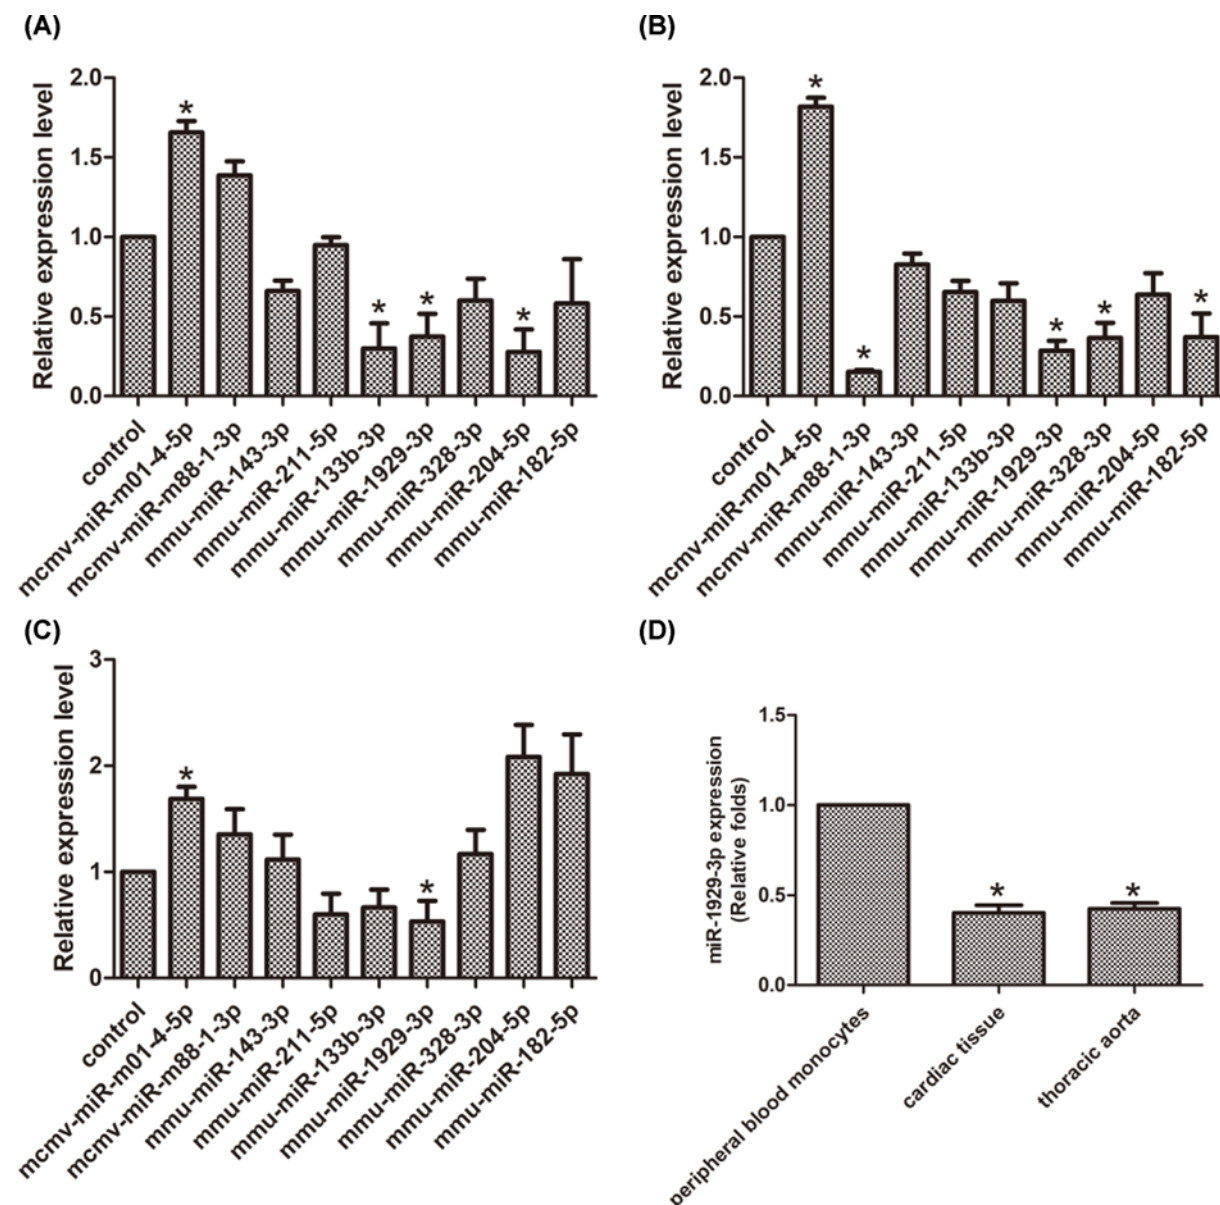 (A)
Relative expression level
2.0
1.5
1.0
0.5
0.0
*
*
*
*
control
mcmv-miR-m01-4-5p
mcmv-miR-m88-1-3p
mmu-miR-143-3p
mmu-miR-211-5p
mmu-miR-133b-3p
mmu-miR-1929-3p
mmu-miR-328-3p
mmu-miR-204-5p
mmu-miR-182-5p
(B)
Relative expression level
2.0
1.5
1.0
0.5
0.0
*
*
*
*
*
control
mcmv-miR-m01-4-5p
mcmv-miR-m88-1-3p
mmu-miR-143-3p
mmu-miR-211-5p
mmu-miR-133b-3p
mmu-miR-1929-3p
mmu-miR-328-3p
mmu-miR-204-5p
mmu-miR-182-5p
(C)
Relative expression level
3
2
1
0
*
*
control
mcmv-miR-m01-4-5p
mcmv-miR-m88-1-3p
mmu-miR-143-3p
mmu-miR-211-5p
mmu-miR-133b-3p
mmu-miR-1929-3p
mmu-miR-328-3p
mmu-miR-204-5p
mmu-miR-182-5p
(D)
miR-1929-3p expression
(Relative folds)
1.5
1.0
0.5
0.0
*
*
peripheral blood monocytes
cardiac tissue
thoracic aorta